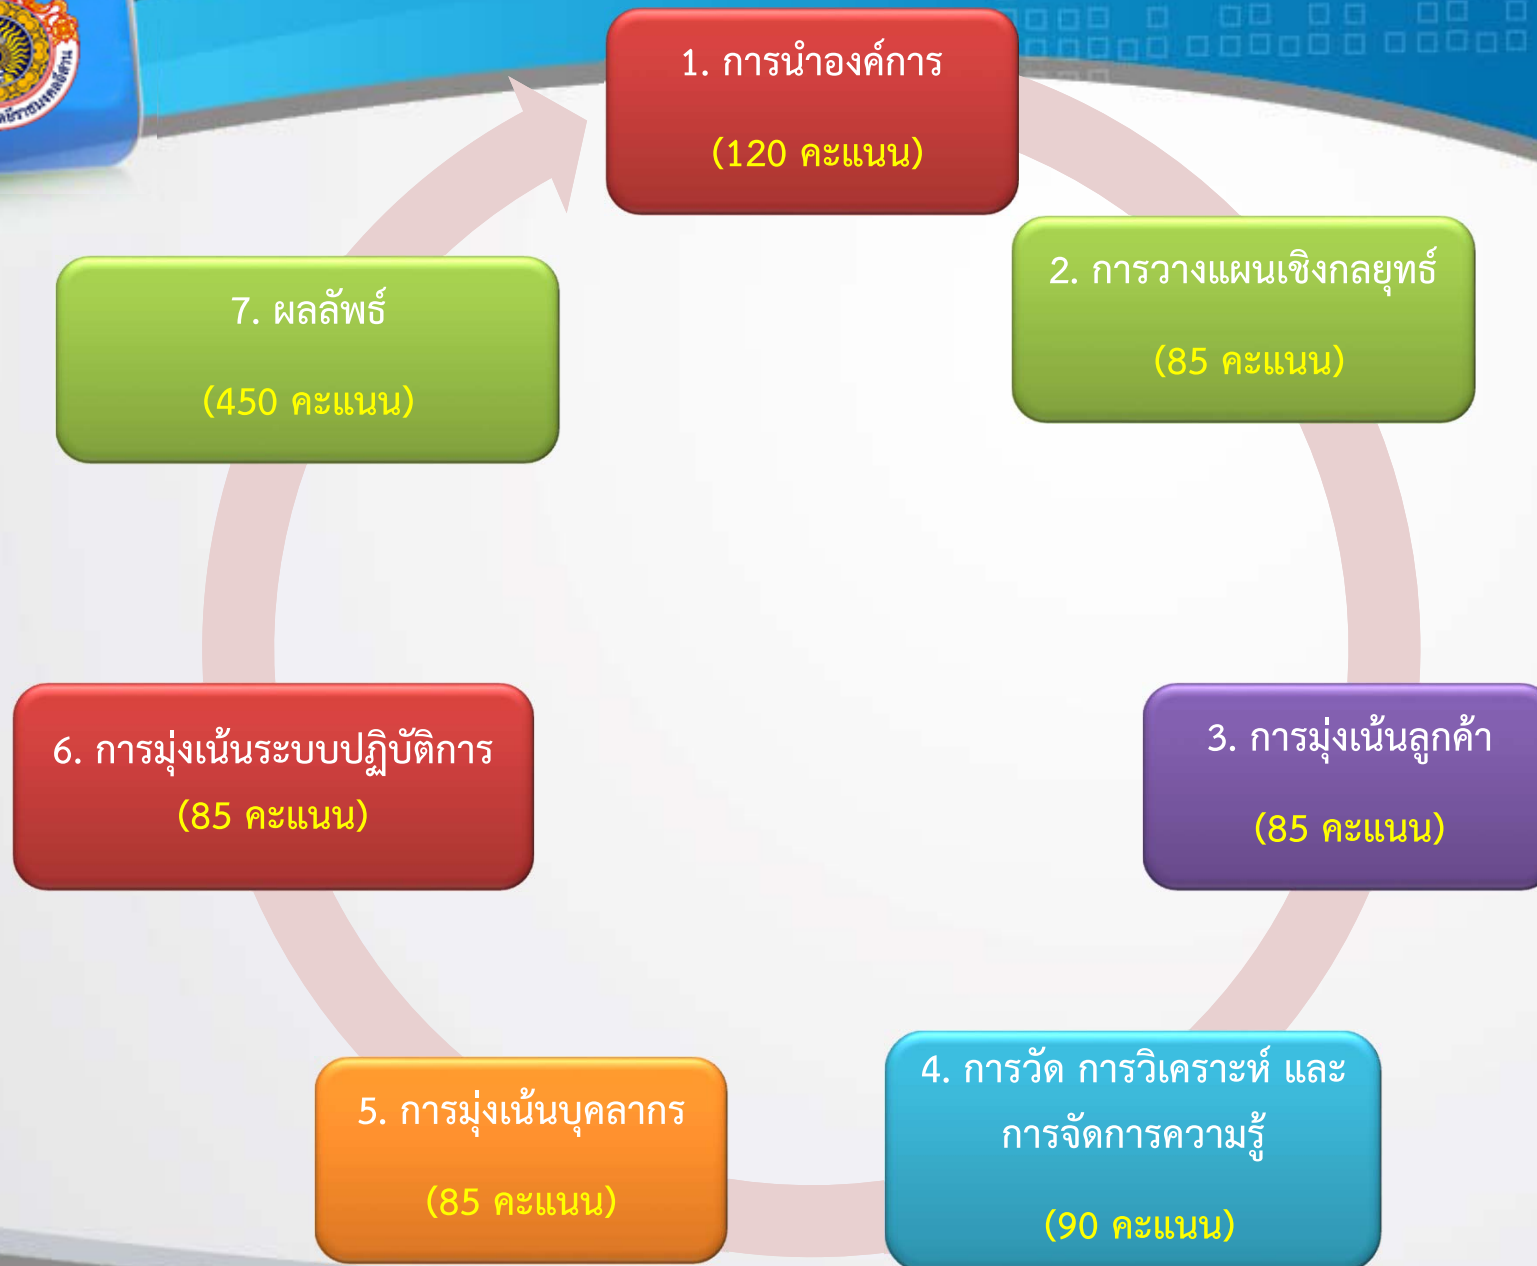 1. การนำองค์การ
(120 คะแนน)
2. การวางแผนเชิงกลยุทธ์
(85 คะแนน)
3. การมุ่งเน้นลูกค้า
(85 คะแนน)
4. การวัด การวิเคราะห์ และ
การจัดการความรู้
(90 คะแนน)
5. การมุ่งเน้นบุคลากร
(85 คะแนน)
6. การมุ่งเน้นระบบปฏิบัติการ
(85 คะแนน)
7. ผลลัพธ์
(450 คะแนน)